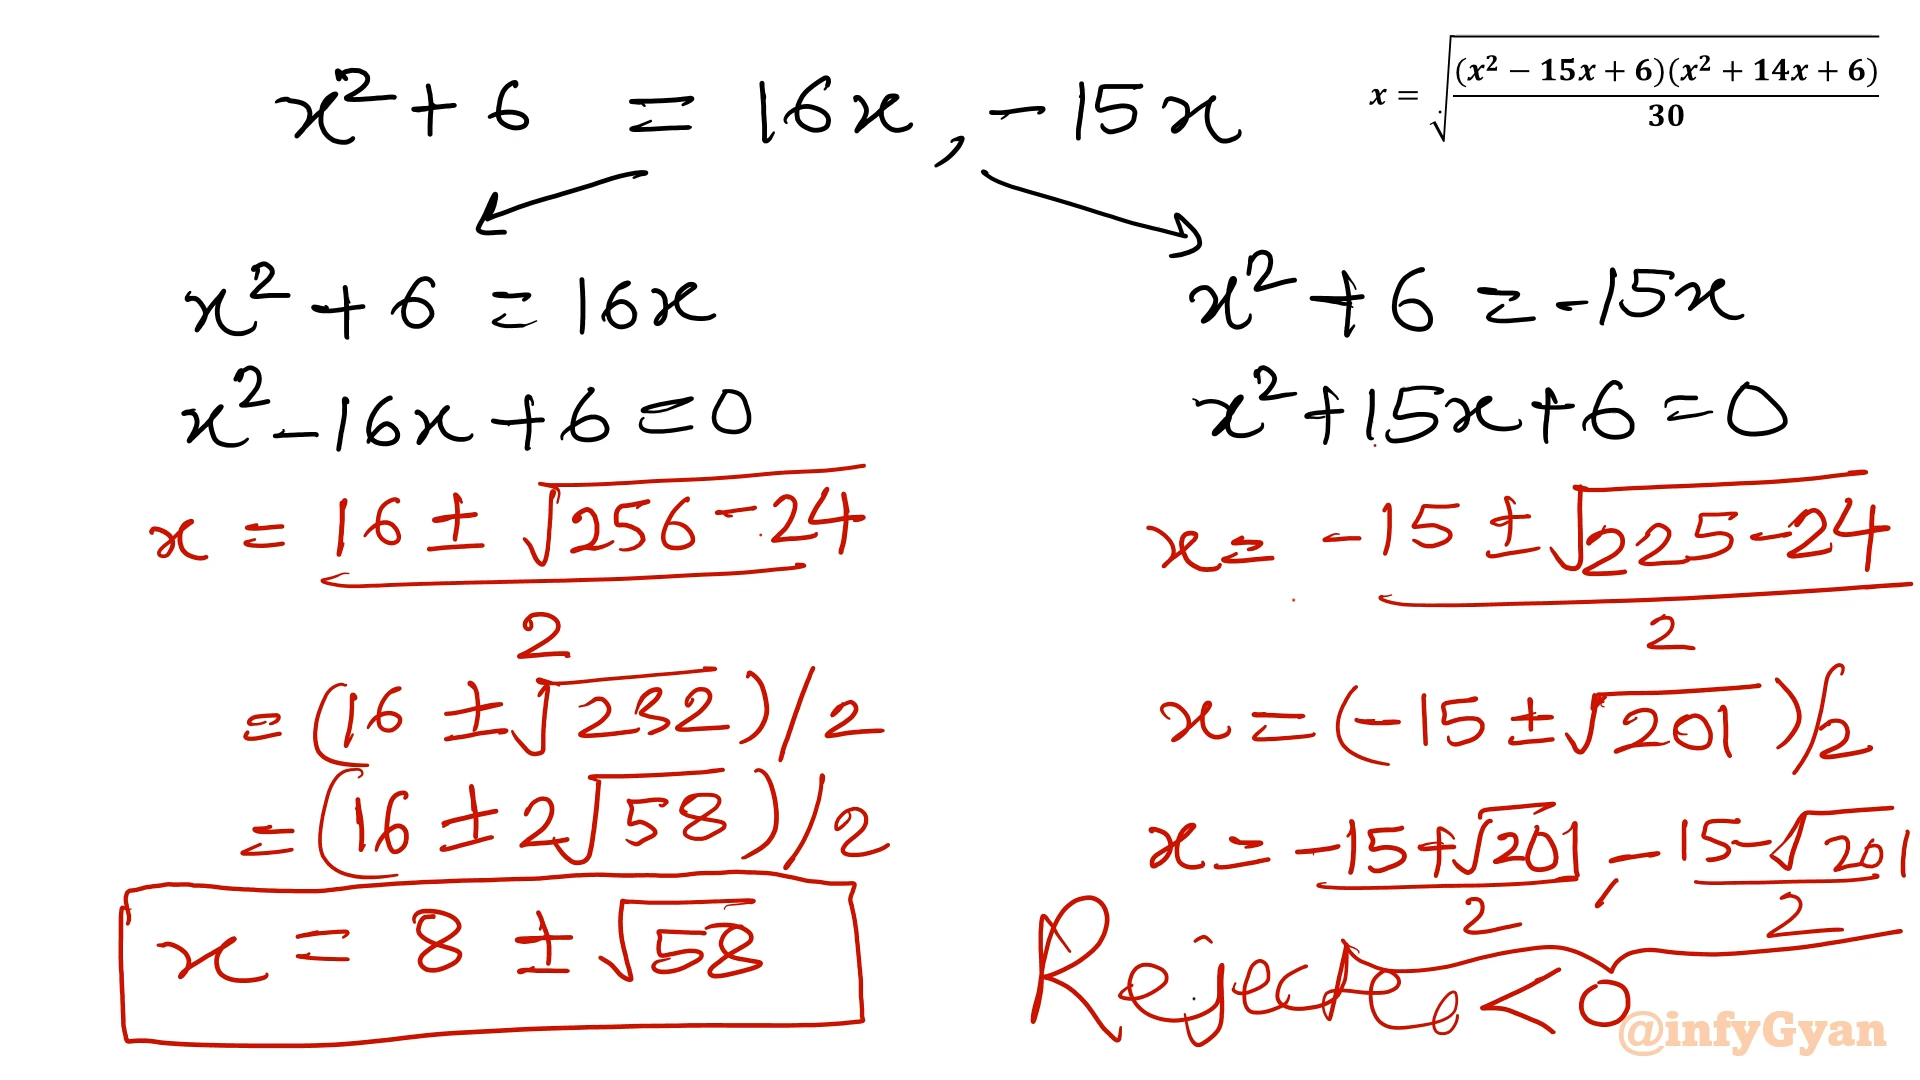 x² + 6 = 16x, -15x
x = √((x² − 15x + 6)(x² + 14x + 6) / 30)
x² + 6 = 16x
x² - 16x + 6 = 0
x = (16 ± √(256 - 24)) / 2
= (16 ± √232)/2
= (16 ± 2√58)/2
x = 8 ± √58
x² + 6 = -15x
x² + 15x + 6 = 0
x = (-15 ± √(225 - 24)) / 2
x = (-15 ± √201)/2
x = (-15 + √201)/2 , (-15 - √201)/2
Rejecte < 0
@infyGyan